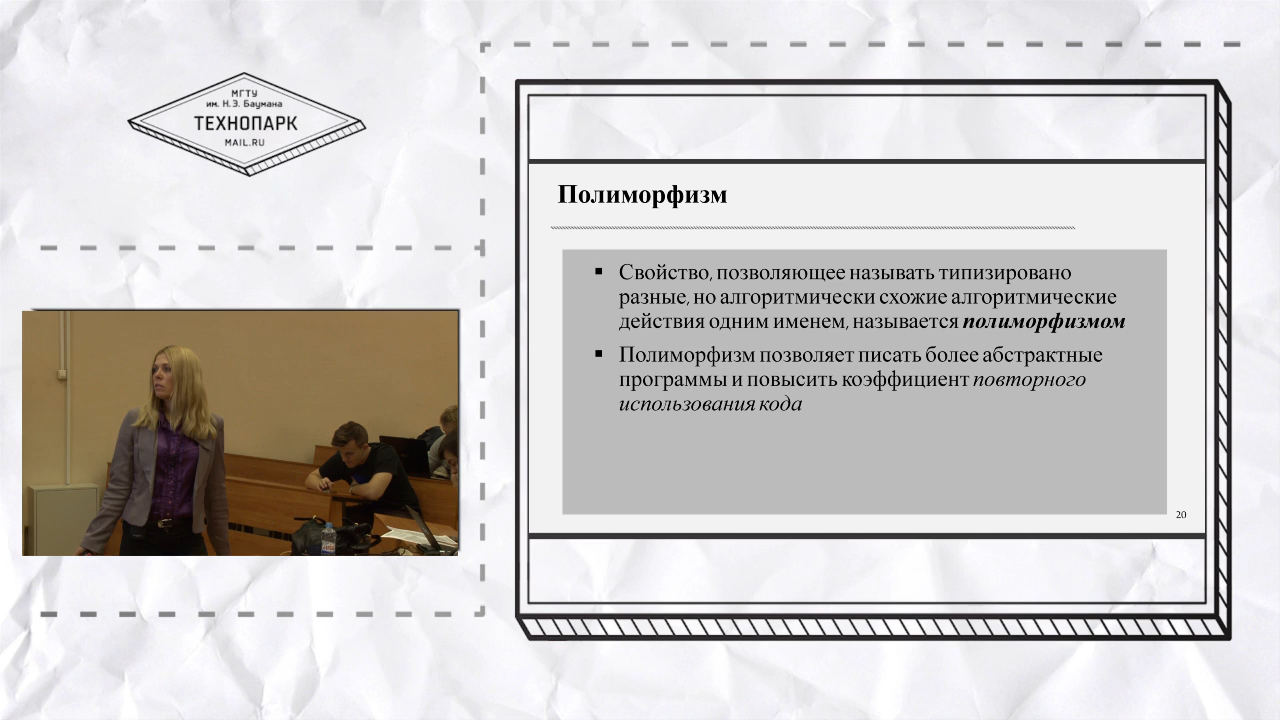 МГТУ
им. Н.Э. Баумана
ТЕХНОПАРК
MAIL.RU
Полиморфизм
Свойство, позволяющее называть типизировано
разные, но алгоритмически схожие алгоритмические
действия одним именем, называется полиморфизмом
Полиморфизм позволяет писать более абстрактные
программы и повысить коэффициент повторного
использования кода
20